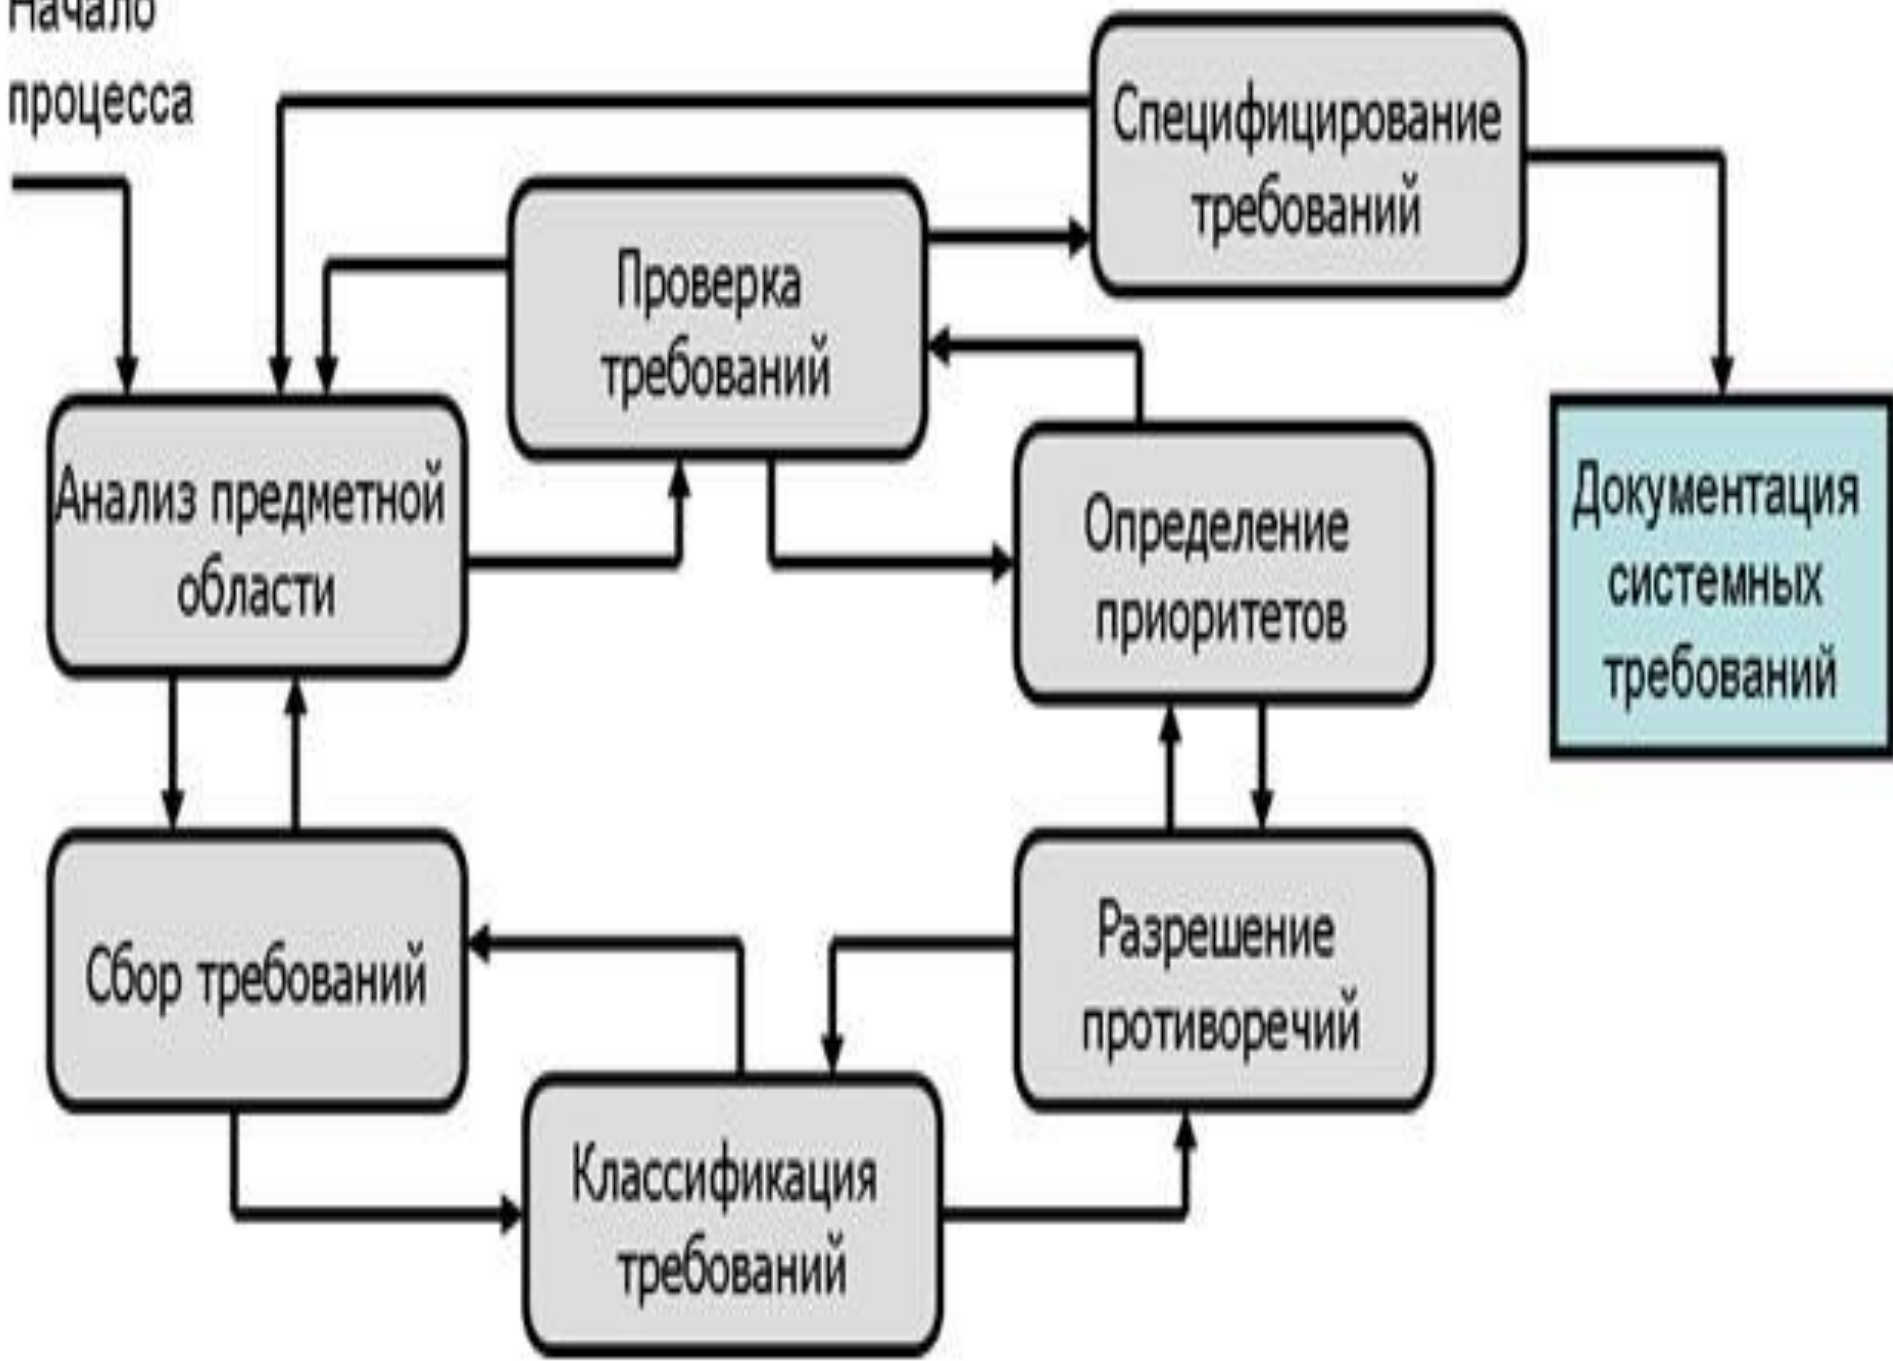 Начало
процесса
Специфицирование
требований
Проверка
требований
Анализ предметной
области
Определение
приоритетов
Документация
системных
требований
Сбор требований
Разрешение
противоречий
Классификация
требований